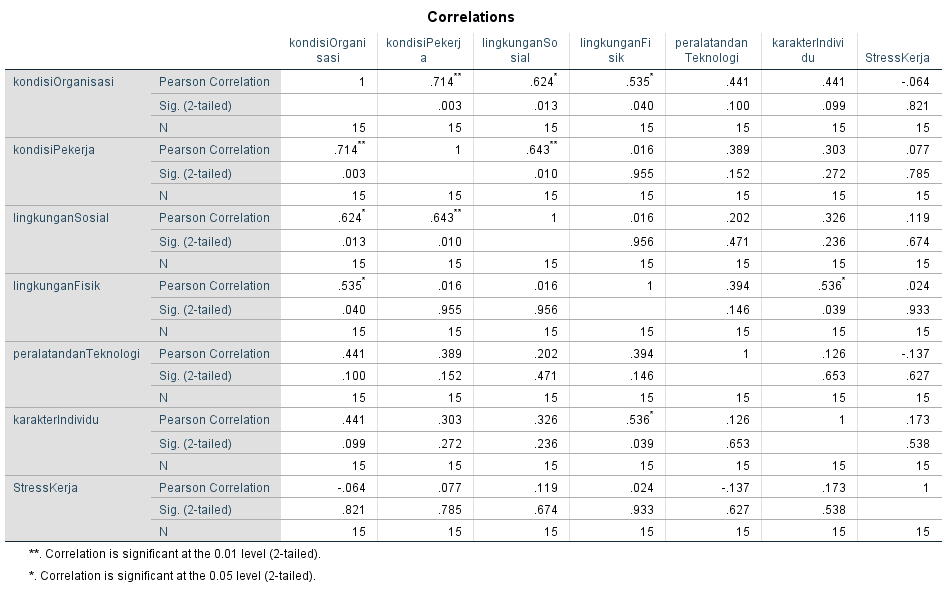 Correlations
kondisiOrgani kondisiPekerj lingkunganSo lingkunganFi peralatandan karakterIndivi
sasi a sial sik Teknologi du StressKerja
kondisiOrganisasi Pearson Correlation 1 .714** .624* .535* .441 .441 -.064
Sig. (2-tailed) .003 .013 .040 .100 .099 .821
N 15 15 15 15 15 15 15
kondisiPekerja Pearson Correlation .714** 1 .643** .016 .389 .303 .077
Sig. (2-tailed) .003 .010 .955 .152 .272 .785
N 15 15 15 15 15 15 15
lingkunganSosial Pearson Correlation .624* .643** 1 .016 .202 .326 .119
Sig. (2-tailed) .013 .010 .956 .471 .236 .674
N 15 15 15 15 15 15 15
lingkunganFisik Pearson Correlation .535* .016 .016 1 .394 .536* .024
Sig. (2-tailed) .040 .955 .956 .146 .039 .933
N 15 15 15 15 15 15 15
peralatandanTeknologi Pearson Correlation .441 .389 .202 .394 1 .126 -.137
Sig. (2-tailed) .100 .152 .471 .146 .653 .627
N 15 15 15 15 15 15 15
karakterIndividu Pearson Correlation .441 .303 .326 .536* .126 1 .173
Sig. (2-tailed) .099 .272 .236 .039 .653 .538
N 15 15 15 15 15 15 15
StressKerja Pearson Correlation -.064 .077 .119 .024 -.137 .173 1
Sig. (2-tailed) .821 .785 .674 .933 .627 .538
N 15 15 15 15 15 15 15
**. Correlation is significant at the 0.01 level (2-tailed).
*. Correlation is significant at the 0.05 level (2-tailed).